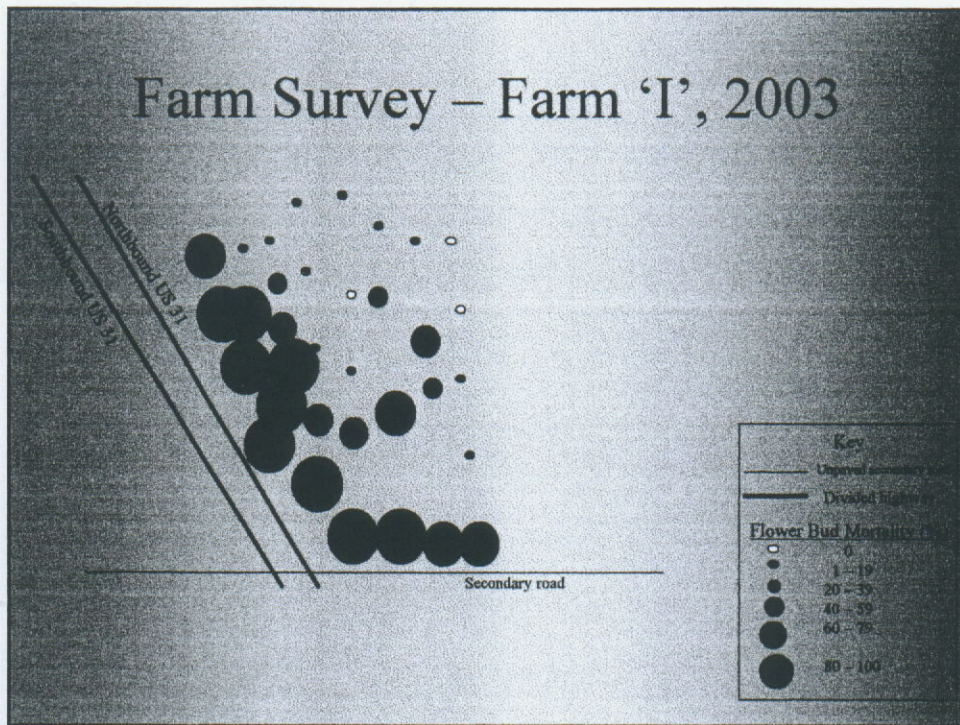 Farm Survey – Farm ‘I’, 2003
Northbound US 31
Southbound US 31
Secondary road
Key
Divided highway
Flower Bud Mortality
0
1 – 19
20 – 39
40 – 59
60 – 79
80 – 100